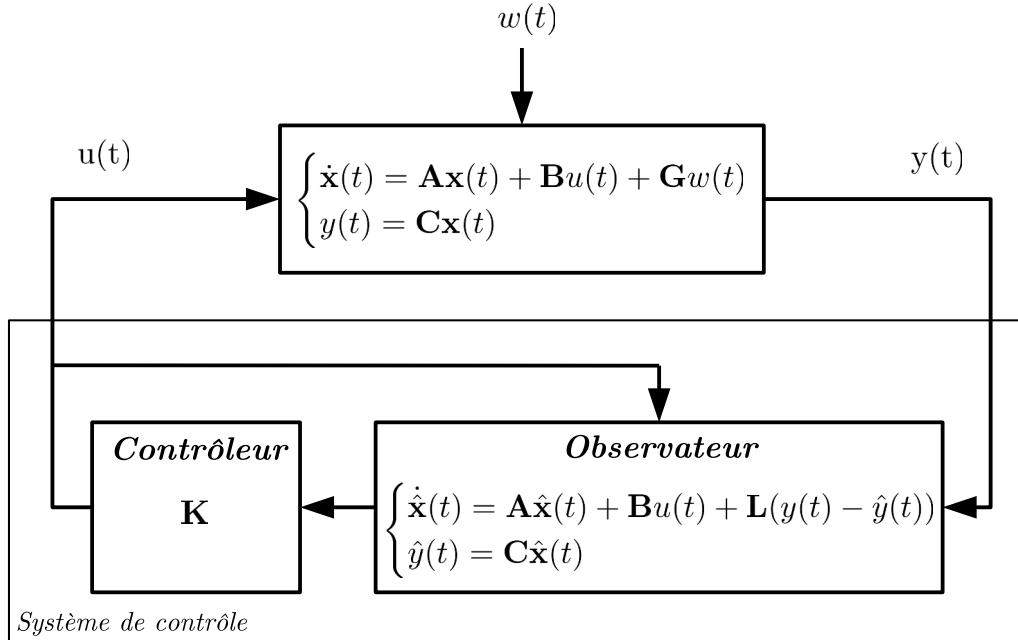 w(t)
u(t)
y(t)
ẋ(t) = Ax(t) + Bu(t) + Gw(t)
y(t) = Cx(t)
Contrôleur
K
Observateur
x̂̇(t) = Ax̂(t) + Bu(t) + L(y(t) − ŷ(t))
ŷ(t) = Cx̂(t)
Système de contrôle